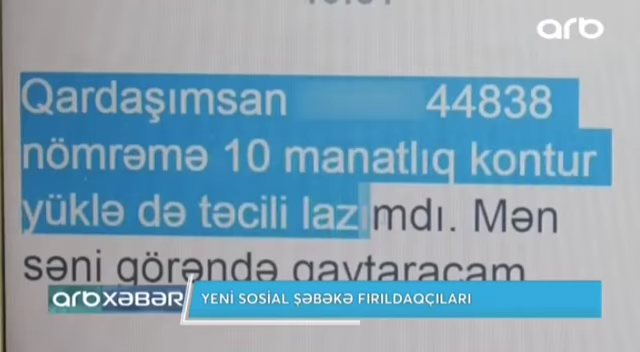 arb
Qardaşımsan 44838
nömrəmə 10 manatlıq kontur
yüklə də təcili lazımdı. Mən
səni görəndə qaytaracam
arbxəbər YENİ SOSİAL ŞƏBƏKƏ FIRILDAQÇILARI